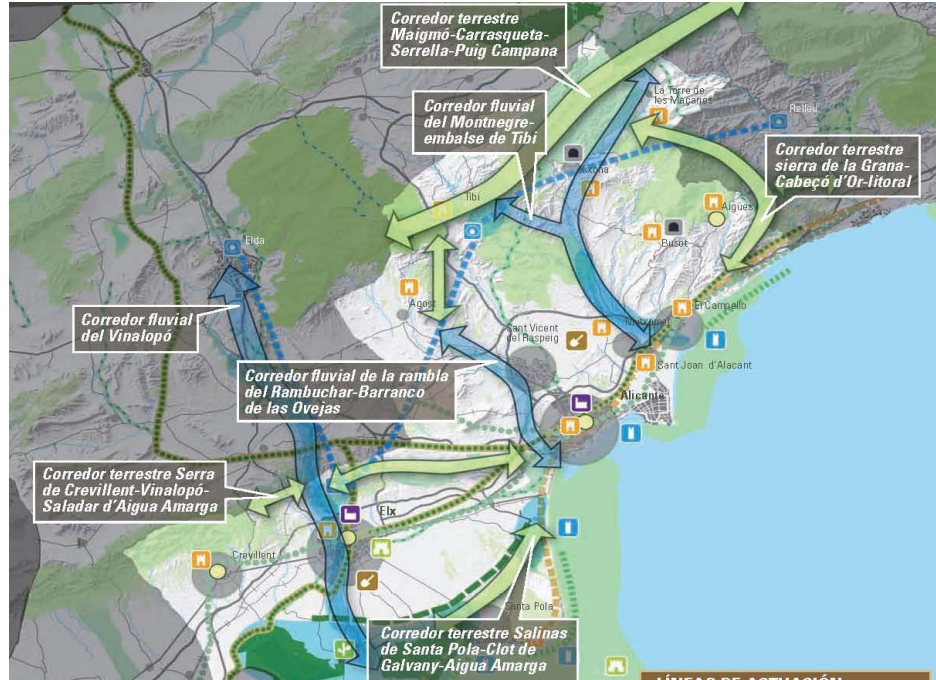 Corredor terrestre
Maigmó-Carrasqueta-
Serrella-Puig Campana
La Torre de
les Maçanes
Relleu
Corredor fluvial
del Montnegre-
embalse de Tibi
Corredor terrestre
sierra de la Grana-
Cabeçó d'Or-litoral
Xixona
Tibi
Aigües
Busot
Elda
Agost
El Campello
Corredor fluvial
del Vinalopó
Mutxamel
Sant Vicent
del Raspeig
Sant Joan d'Alacant
Corredor fluvial de la rambla
del Rambuchar-Barranco
de las Ovejas
Alicante
Corredor terrestre Serra
de Crevillent-Vinalopó-
Saladar d'Aigua Amarga
Elx
Crevillent
Santa Pola
Corredor terrestre Salinas
de Santa Pola-Clot de
Galvany-Aigua Amarga
LÍNEAS DE ACTUACIÓN